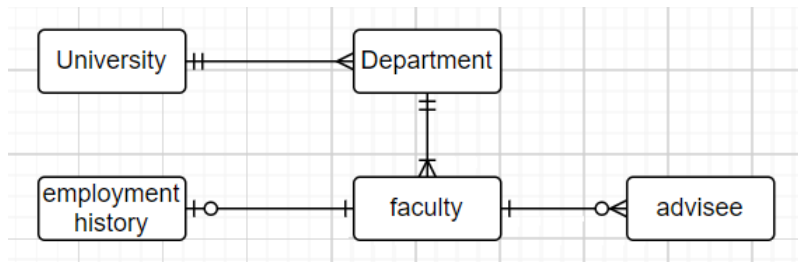 University
Department
employment
history
faculty
advisee